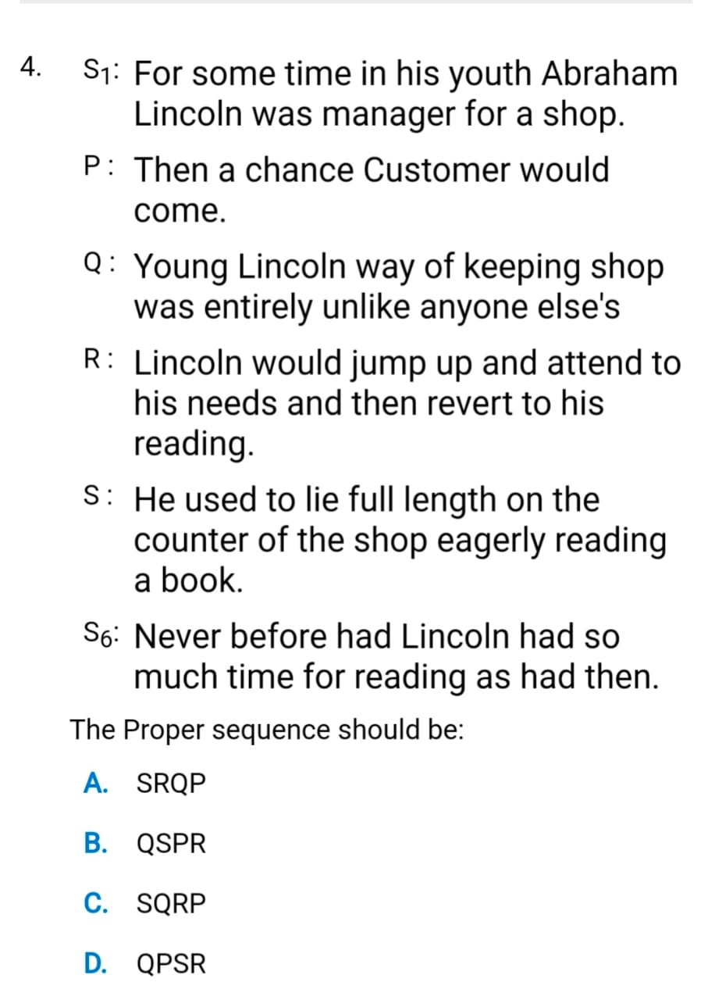 4. S₁: For some time in his youth Abraham
Lincoln was manager for a shop.
P: Then a chance Customer would
come.
Q: Young Lincoln way of keeping shop
was entirely unlike anyone else's
R: Lincoln would jump up and attend to
his needs and then revert to his
reading.
S: He used to lie full length on the
counter of the shop eagerly reading
a book.
S₆: Never before had Lincoln had so
much time for reading as had then.
The Proper sequence should be:
A. SRQP
B. QSPR
C. SQRP
D. QPSR